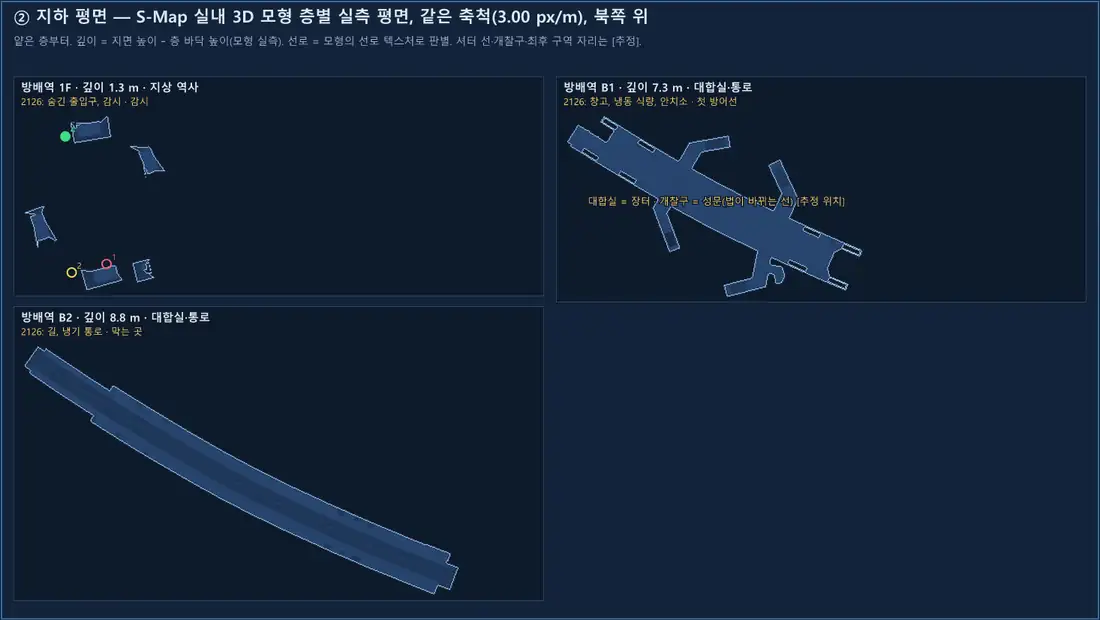 ② 지하 평면 — S-Map 실내 3D 모형 층별 실측 평면, 같은 축척(3.00 px/m), 북쪽 위
얕은 층부터. 깊이 = 지면 높이 - 층 바닥 높이(모형 실측). 선로 = 모형의 선로 텍스처로 판별. 셔터 선·개찰구·최후 구역 자리는 [추정].
방배역 1F · 깊이 1.3 m · 지상 역사
2126: 숨긴 출입구, 감시 · 감시
2
1
방배역 B1 · 깊이 7.3 m · 대합실·통로
2126: 창고, 냉동 식량, 안치소 · 첫 방어선
대합실 = 장터 · 개찰구 = 성문(법이 바뀌는 선) [추정 위치]
방배역 B2 · 깊이 8.8 m · 대합실·통로
2126: 길, 냉기 통로 · 막는 곳